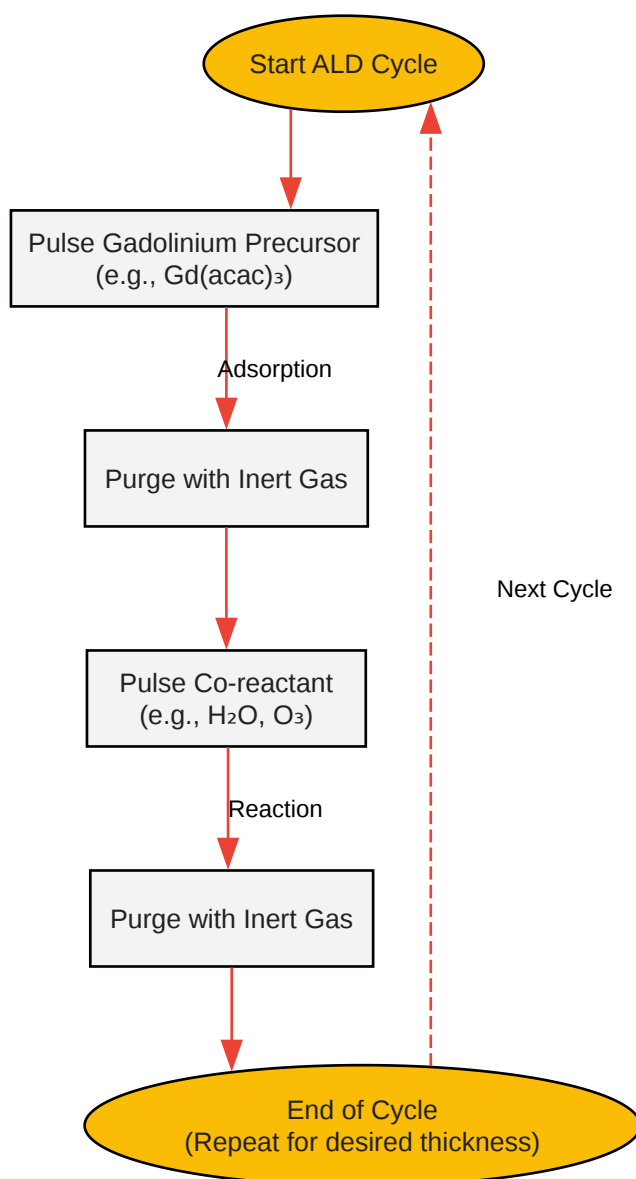 Start ALD Cycle
Pulse Gadolinium Precursor
(e.g., Gd(acac)₃)
Adsorption
Purge with Inert Gas
Next Cycle
Pulse Co-reactant
(e.g., H₂O, O₃)
Reaction
Purge with Inert Gas
End of Cycle
(Repeat for desired thickness)